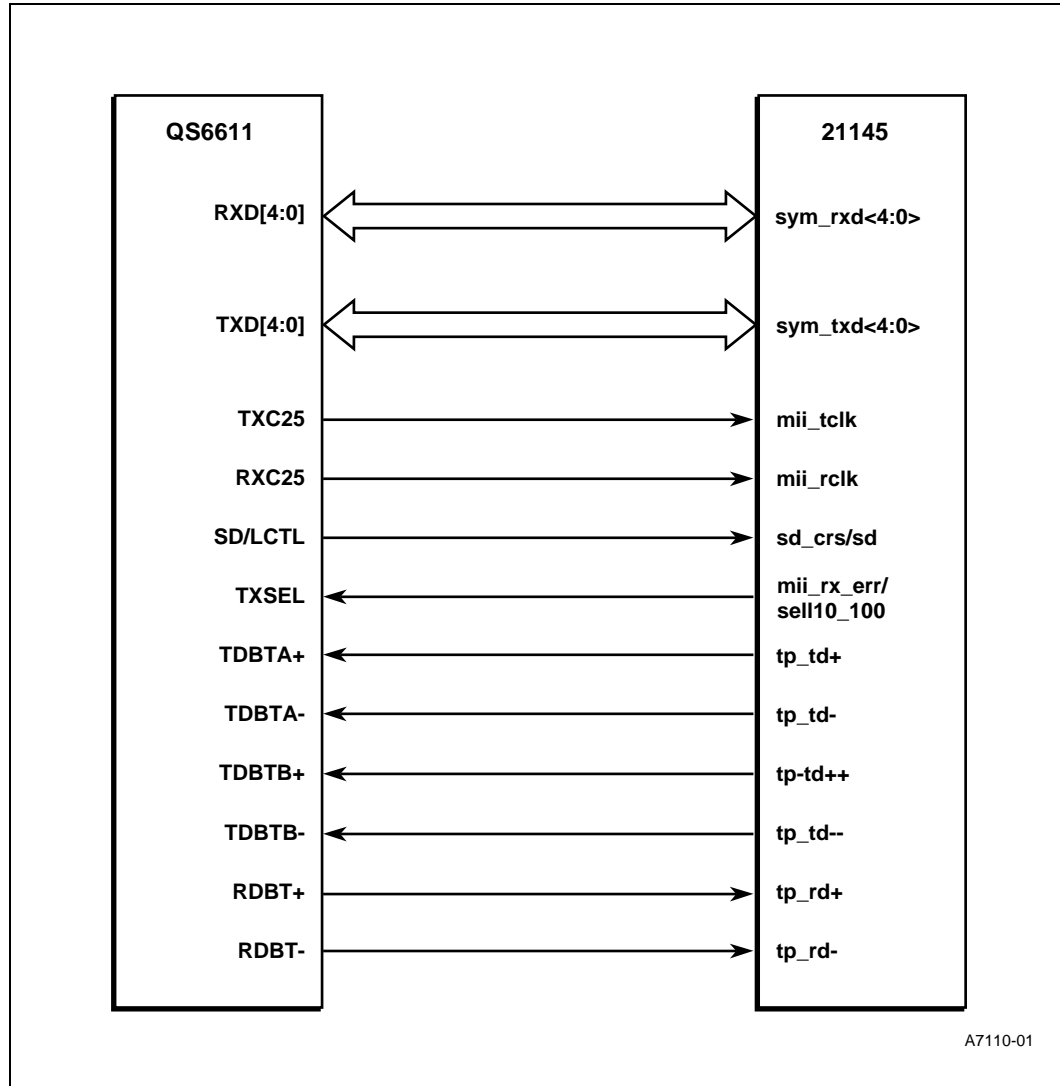 QS6611 21145
RXD[4:0] sym_rxd<4:0>
TXD[4:0] sym_txd<4:0>
TXC25 mii_tclk
RXC25 mii_rclk
SD/LCTL sd_crs/sd
TXSEL mii_rx_err/
sell10_100
TDBTA+ tp_td+
TDBTA- tp_td-
TDBTB+ tp-td++
TDBTB- tp_td--
RDBT+ tp_rd+
RDBT- tp_rd-
A7110-01